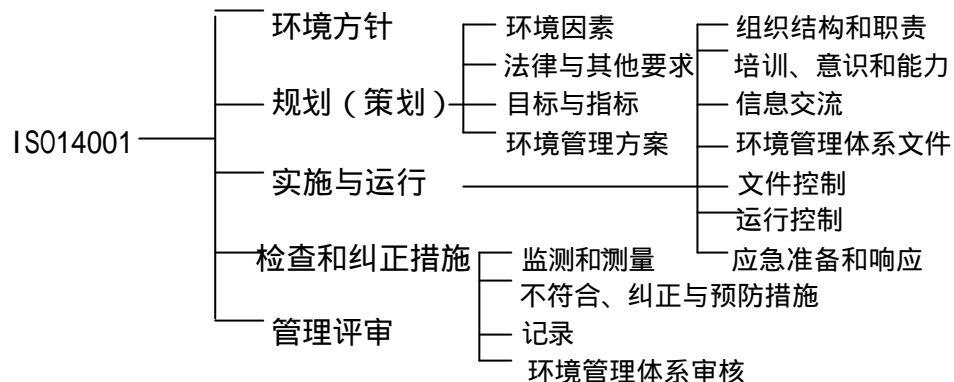 ISO14001
环境方针
规划（策划）
环境因素
法律与其他要求
目标与指标
环境管理方案
实施与运行
组织结构和职责
培训、意识和能力
信息交流
环境管理体系文件
文件控制
运行控制
应急准备和响应
检查和纠正措施
监测和测量
不符合、纠正与预防措施
记录
环境管理体系审核
管理评审